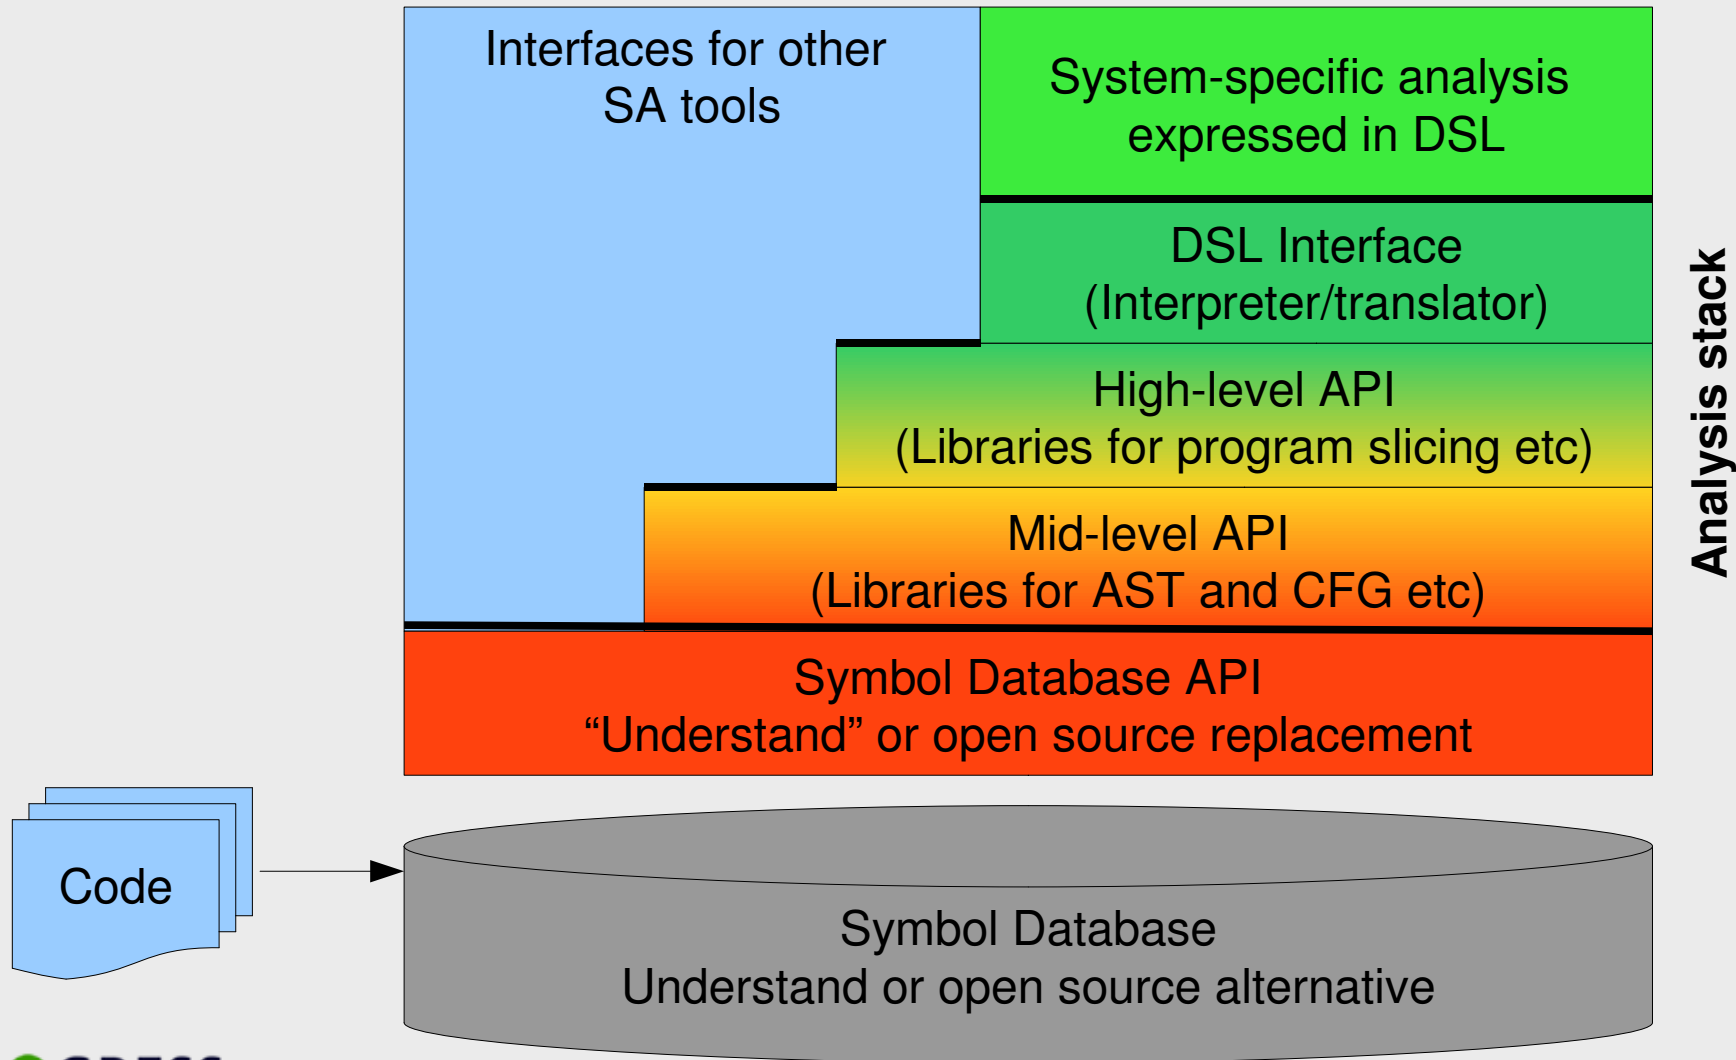 Interfaces for other
SA tools
System-specific analysis
expressed in DSL
DSL Interface
(Interpreter/translator)
High-level API
(Libraries for program slicing etc)
Mid-level API
(Libraries for AST and CFG etc)
Symbol Database API
“Understand” or open source replacement
Analysis stack
Code
Symbol Database
Understand or open source alternative